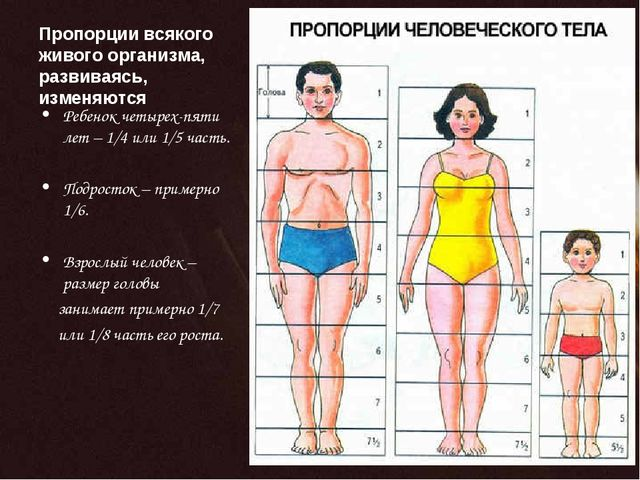 Пропорции всякого
живого организма,
развиваясь,
изменяются
• Ребенок четырех-пяти
лет – 1/4 или 1/5 часть.
• Подросток – примерно
1/6.
• Взрослый человек –
размер головы
занимает примерно 1/7
или 1/8 часть его роста.
ПРОПОРЦИИ ЧЕЛОВЕЧЕСКОГО ТЕЛА
Голова
1
2
3
4
5
6
7
7½
1
2
3
4
5
6
7
7½
1
2
3
4
5½